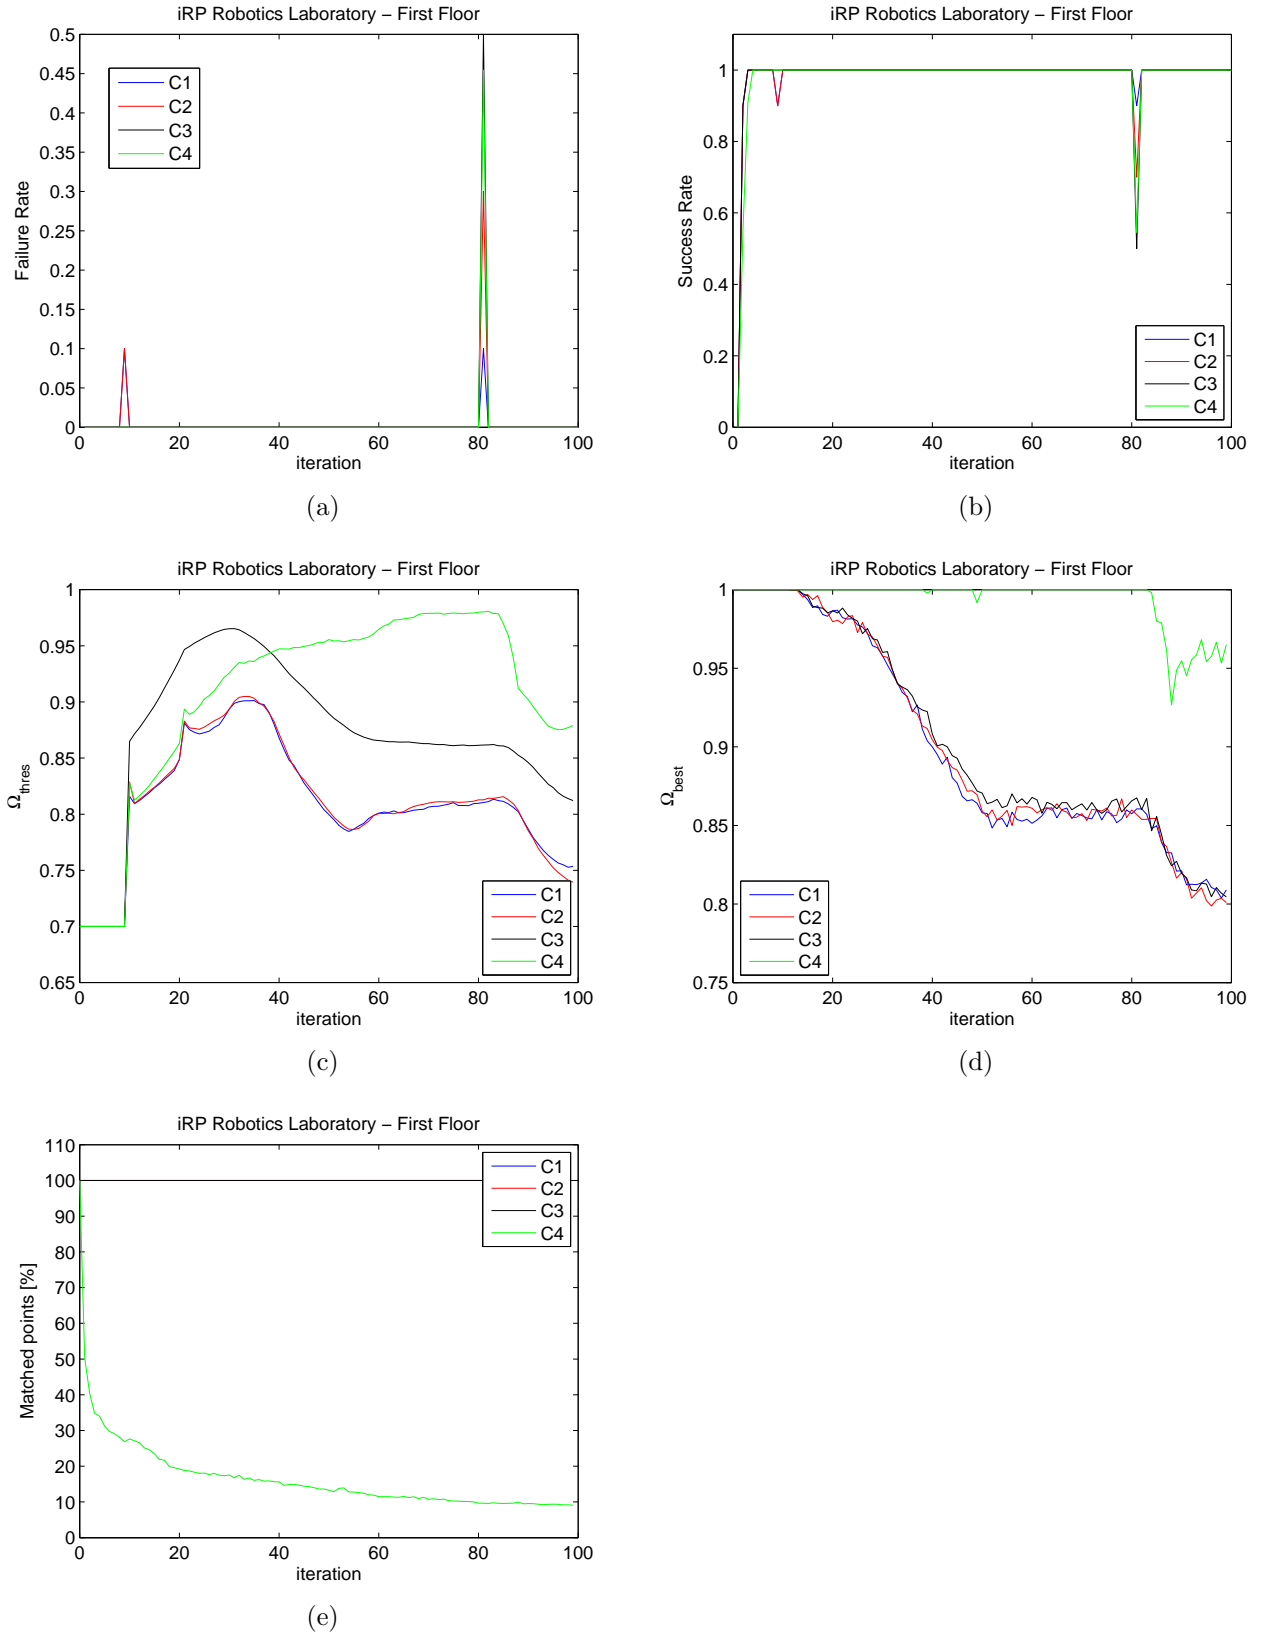 iRP Robotics Laboratory – First Floor
0.5
0.45
0.4
0.35
0.3
0.25
0.2
0.15
0.1
0.05
0
Failure Rate
C1
C2
C3
C4
0 20 40 60 80 100
iteration
(a)
iRP Robotics Laboratory – First Floor
1
0.8
0.6
0.4
0.2
0
Success Rate
C1
C2
C3
C4
0 20 40 60 80 100
iteration
(b)
iRP Robotics Laboratory – First Floor
1
0.95
0.9
0.85
0.8
0.75
0.7
0.65
Ωthres
C1
C2
C3
C4
0 20 40 60 80 100
iteration
(c)
iRP Robotics Laboratory – First Floor
1
0.95
0.9
0.85
0.8
0.75
Ωbest
C1
C2
C3
C4
0 20 40 60 80 100
iteration
(d)
iRP Robotics Laboratory – First Floor
110
100
90
80
70
60
50
40
30
20
10
0
Matched points [%]
C1
C2
C3
C4
0 20 40 60 80 100
iteration
(e)